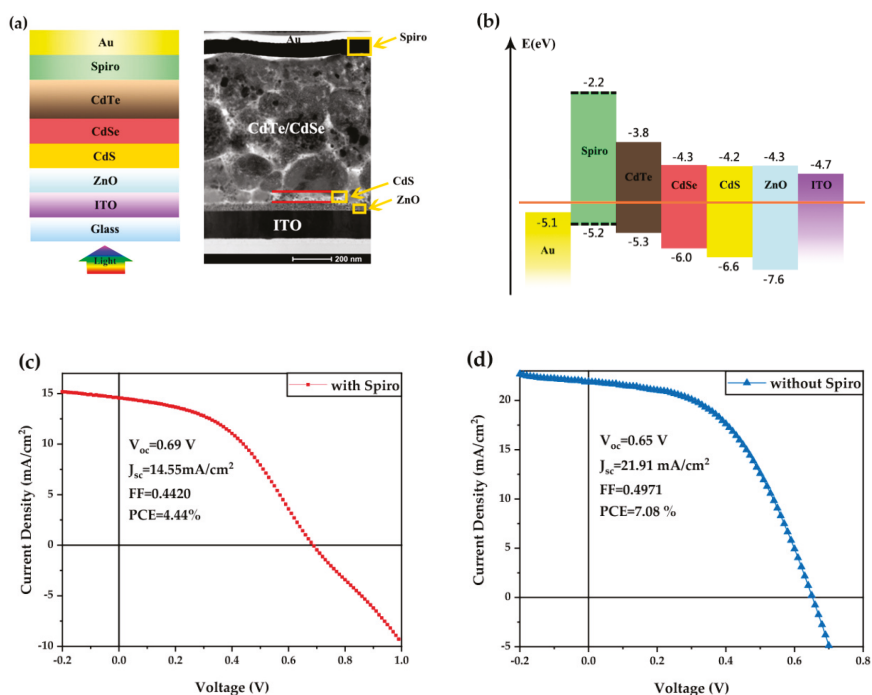 (a)
Au
Spiro
CdTe
CdSe
CdS
ZnO
ITO
Glass
Light
Au
Spiro
CdTe/CdSe
CdS
ZnO
ITO
200 nm
(b)
E(eV)
-2.2
-3.8
-4.3
-4.2
-4.3
-4.7
Spiro
CdTe
CdSe
CdS
ZnO
ITO
-5.1
-5.2
-5.3
-6.0
-6.6
-7.6
Au
(c)
with Spiro
15
10
5
0
-5
-10
Current Density (mA/cm²)
Voc=0.69 V
Jsc=14.55mA/cm²
FF=0.4420
PCE=4.44%
-0.2 0.0 0.2 0.4 0.6 0.8 1.0
Voltage (V)
(d)
without Spiro
20
15
10
5
0
-5
Current Density (mA/cm²)
Voc=0.65 V
Jsc=21.91 mA/cm²
FF=0.4971
PCE=7.08 %
-0.2 0.0 0.2 0.4 0.6 0.8
Voltage (V)